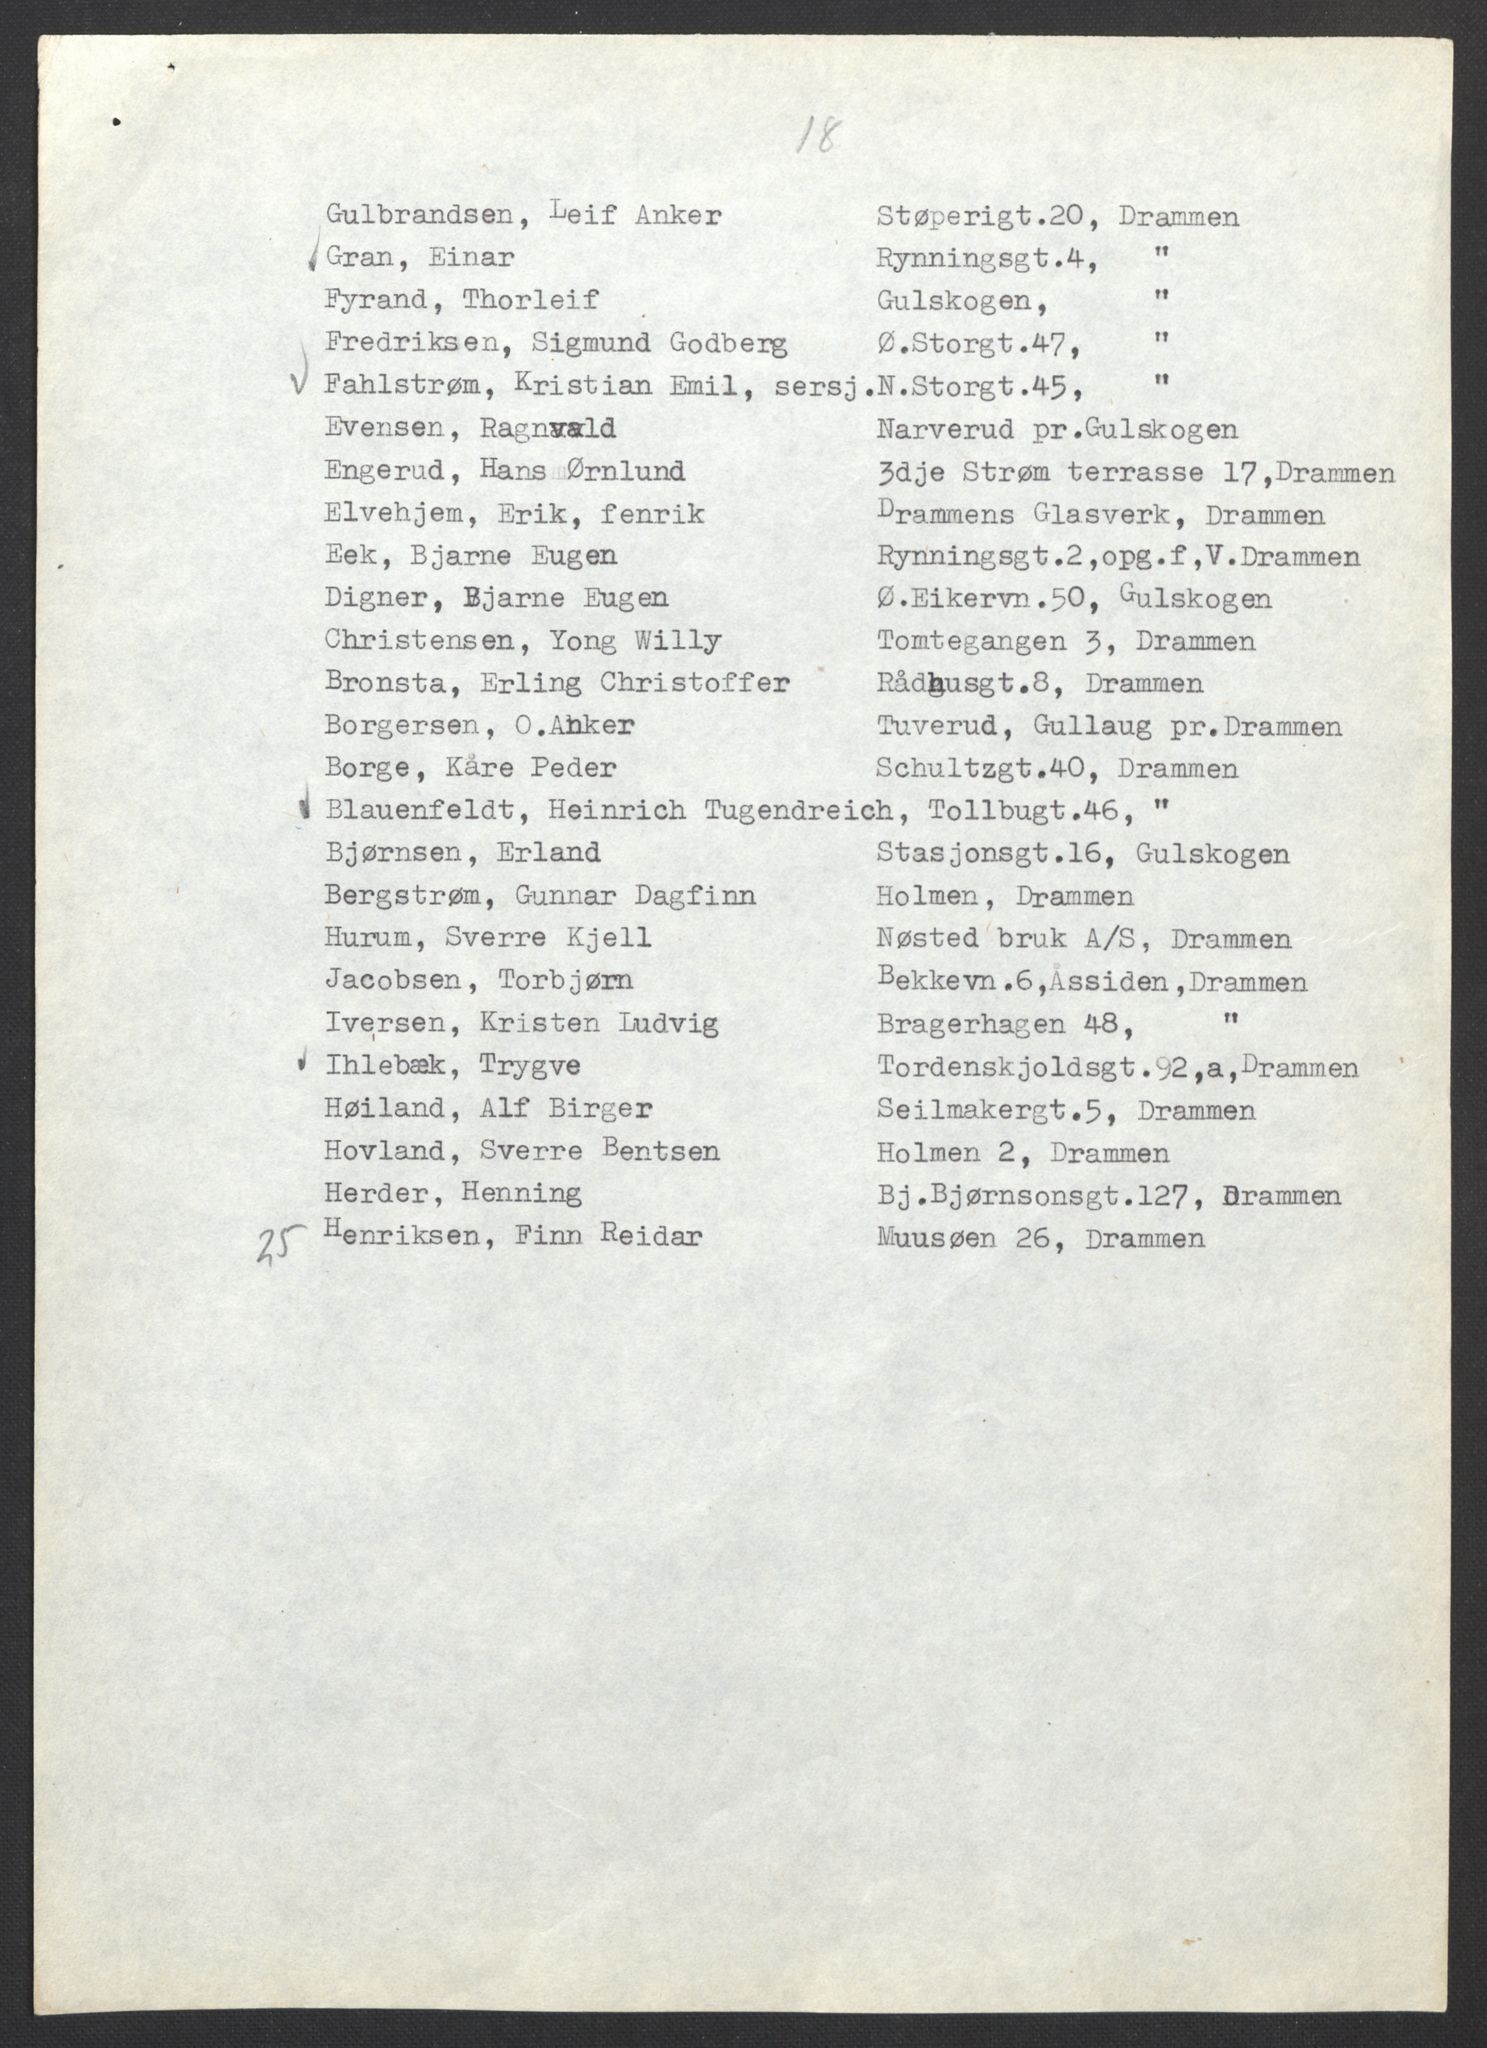 18
Gulbrandsen, Leif Anker Støperigt.20, Drammen
Gran, Einar Rynningsgt.4, "
Fyrand, Thorleif Gulskogen, "
Fredriksen, Sigmund Godberg Ø.Storgt.47, "
Fahlstrøm, Kristian Emil, sersj.N.Storgt.45, "
Evensen, Ragnvald Narverud pr.Gulskogen
Engerud, Hans Ørnlund 3dje Strøm terrasse 17,Drammen
Elvehjem, Erik, fenrik Drammens Glasverk, Drammen
Eek, Bjarne Eugen Rynningsgt.2,opg.f,V.Drammen
Digner, Bjarne Eugen Ø.Eikervn.50, Gulskogen
Christensen, Yong Willy Tomtegangen 3, Drammen
Bronsta, Erling Christoffer Rådhusgt.8, Drammen
Borgersen, O.Anker Tuverud, Gullaug pr.Drammen
Borge, Kåre Peder Schultzgt.40, Drammen
Blauenfeldt, Heinrich Tugendreich, Tollbugt.46, "
Bjørnsen, Erland Stasjonsgt.16, Gulskogen
Bergstrøm, Gunnar Dagfinn Holmen, Drammen
Hurum, Sverre Kjell Nøsted bruk A/S, Drammen
Jacobsen, Torbjørn Bekkevn.6,Åssiden,Drammen
Iversen, Kristen Ludvig Bragerhagen 48, "
Ihlebæk, Trygve Tordenskjoldsgt.92,a,Drammen
Høiland, Alf Birger Seilmakergt.5, Drammen
Hovland, Sverre Bentsen Holmen 2, Drammen
Herder, Henning Bj.Bjørnsonsgt.127, Drammen
25 Henriksen, Finn Reidar Muusøen 26, Drammen